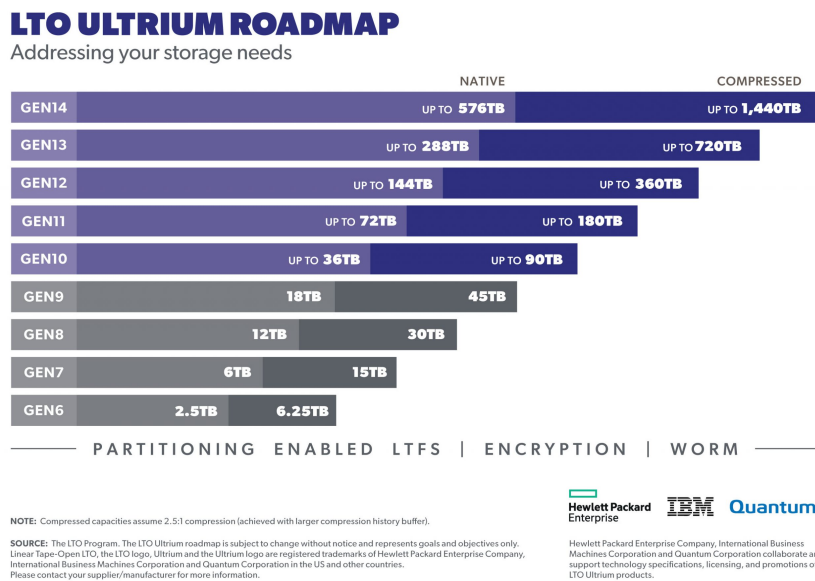 LTO ULTRIUM ROADMAP
Addressing your storage needs
NATIVE COMPRESSED
GEN14 UP TO 576TB UP TO 1,440TB
GEN13 UP TO 288TB UP TO 720TB
GEN12 UP TO 144TB UP TO 360TB
GEN11 UP TO 72TB UP TO 180TB
GEN10 UP TO 36TB UP TO 90TB
GEN9 18TB 45TB
GEN8 12TB 30TB
GEN7 6TB 15TB
GEN6 2.5TB 6.25TB
PARTITIONING ENABLED LTFS | ENCRYPTION | WORM
Hewlett Packard
Enterprise
IBM
Quantum
NOTE: Compressed capacities assume 2.5:1 compression (achieved with larger compression history buffer).
SOURCE: The LTO Program. The LTO Ultrium roadmap is subject to change without notice and represents goals and objectives only.
Linear Tape-Open LTO, the LTO logo, Ultrium and the Ultrium logo are registered trademarks of Hewlett Packard Enterprise Company,
International Business Machines Corporation and Quantum Corporation in the US and other countries.
Please contact your supplier/manufacturer for more information.
Hewlett Packard Enterprise Company, International Business
Machines Corporation and Quantum Corporation collaborate
support technology specifications, licensing, and promotions
LTO Ultrium products.